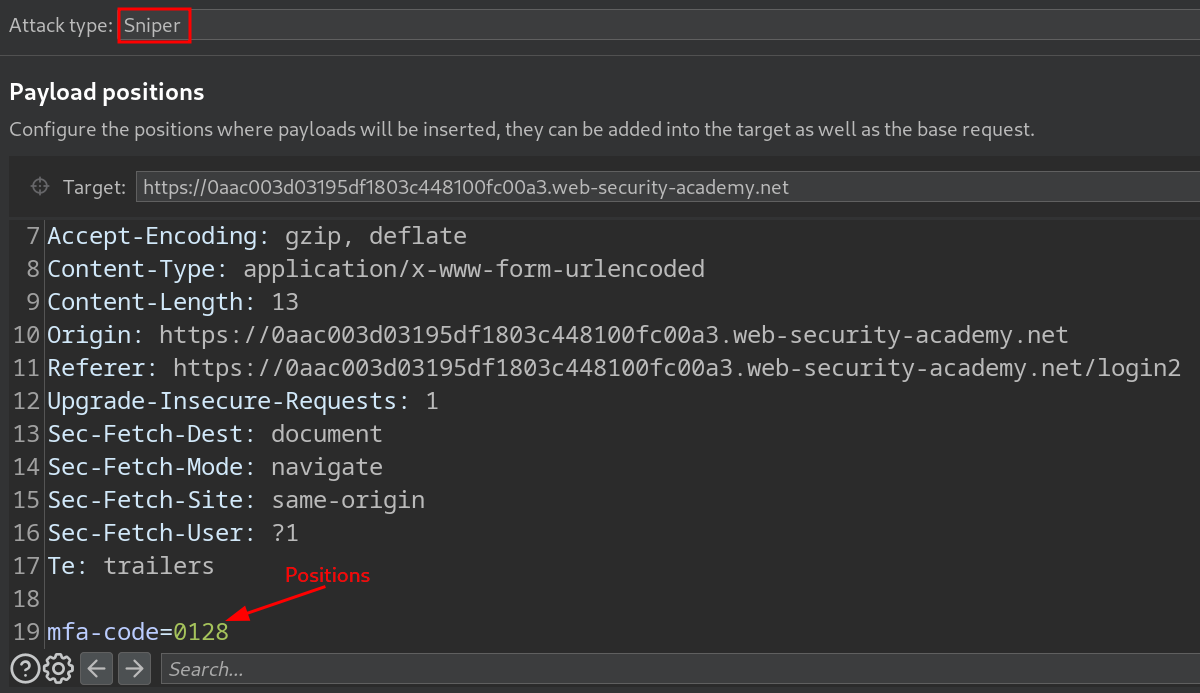 Attack type: Sniper
Payload positions
Configure the positions where payloads will be inserted, they can be added into the target as well as the base request.
Target: https://0aac003d03195df1803c448100fc00a3.web-security-academy.net
7 Accept-Encoding: gzip, deflate
8 Content-Type: application/x-www-form-urlencoded
9 Content-Length: 13
10 Origin: https://0aac003d03195df1803c448100fc00a3.web-security-academy.net
11 Referer: https://0aac003d03195df1803c448100fc00a3.web-security-academy.net/login2
12 Upgrade-Insecure-Requests: 1
13 Sec-Fetch-Dest: document
14 Sec-Fetch-Mode: navigate
15 Sec-Fetch-Site: same-origin
16 Sec-Fetch-User: ?1
17 Te: trailers
Positions
18
19 mfa-code=0128
Search...